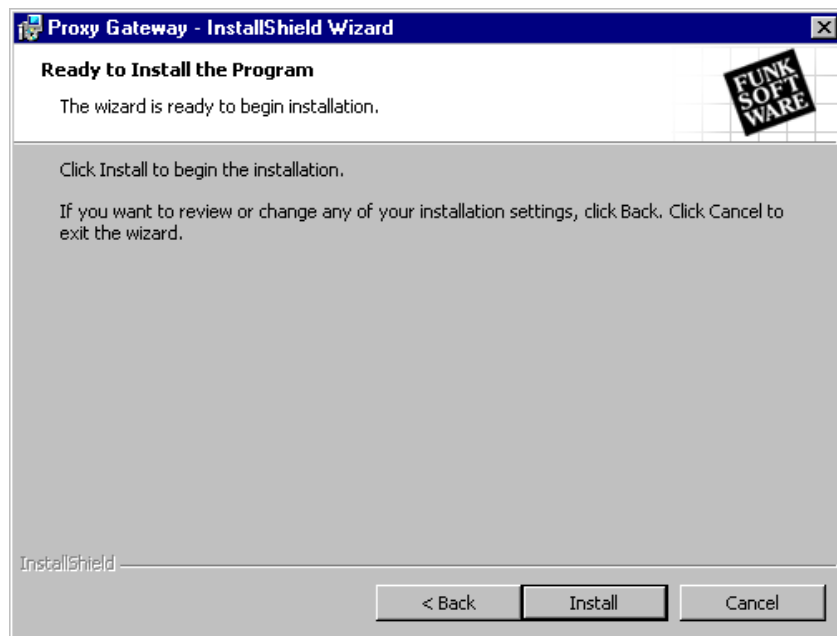 Proxy Gateway - InstallShield Wizard
Ready to Install the Program
The wizard is ready to begin installation.
FUNK
SOFT
WARE
Click Install to begin the installation.
If you want to review or change any of your installation settings, click Back. Click Cancel to
exit the wizard.
InstallShield
< Back Install Cancel